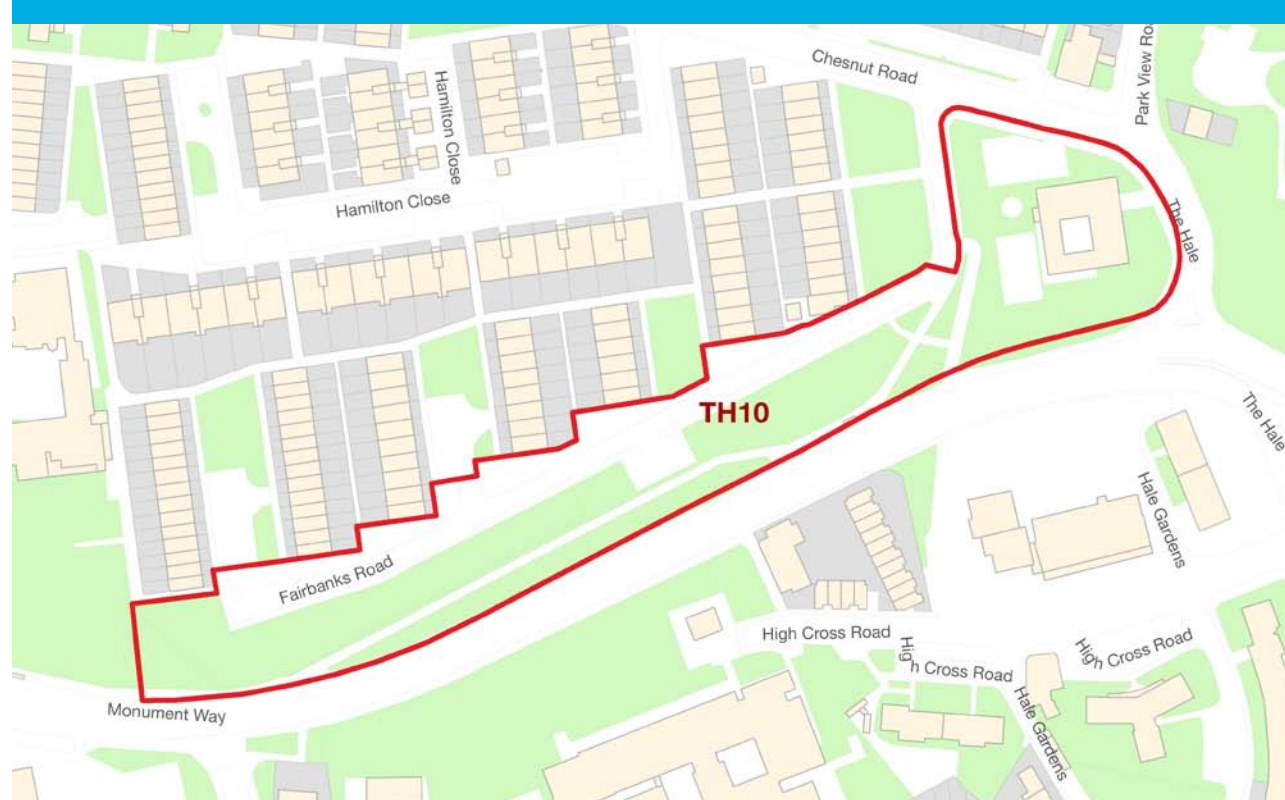 Chesnut Road
Park View Ro
Hamilton Close
Hamilton Close
The Hale
TH10
The Hale
Hale Gardens
Fairbanks Road
High Cross Road
High Cross Road
High Cross Road
Hale Gardens
Monument Way